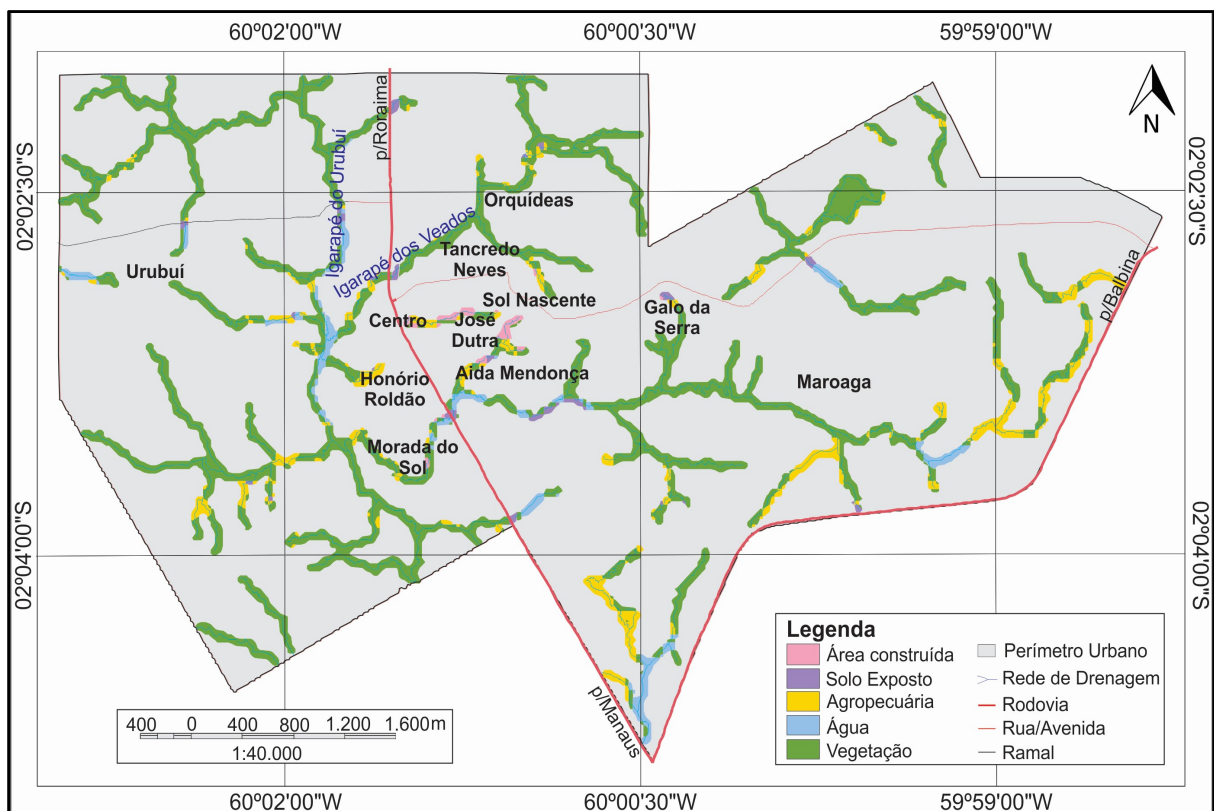 60º02'00"W
60º00'30"W
59º59'00"W
p/Roraima
N
02º02'30"S
02º02'30"S
Igarapé do Urubuí
Igarapé dos Veados
Orquídeas
Urubuí
Tancredo
Neves
p/Balbina
Sol Nascente
Centro
José
Dutra
Galo da
Serra
Aída Mendonça
Honório
Roldão
Maroaga
Morada do
Sol
02º04'00"S
02º04'00"S
p/Manaus
Legenda
Área construída
Solo Exposto
Agropecuária
Água
Vegetação
Perímetro Urbano
Rede de Drenagem
Rodovia
Rua/Avenida
Ramal
400 0 400 800 1.200 1.600m
1:40.000
60º02'00"W
60º00'30"W
59º59'00"W